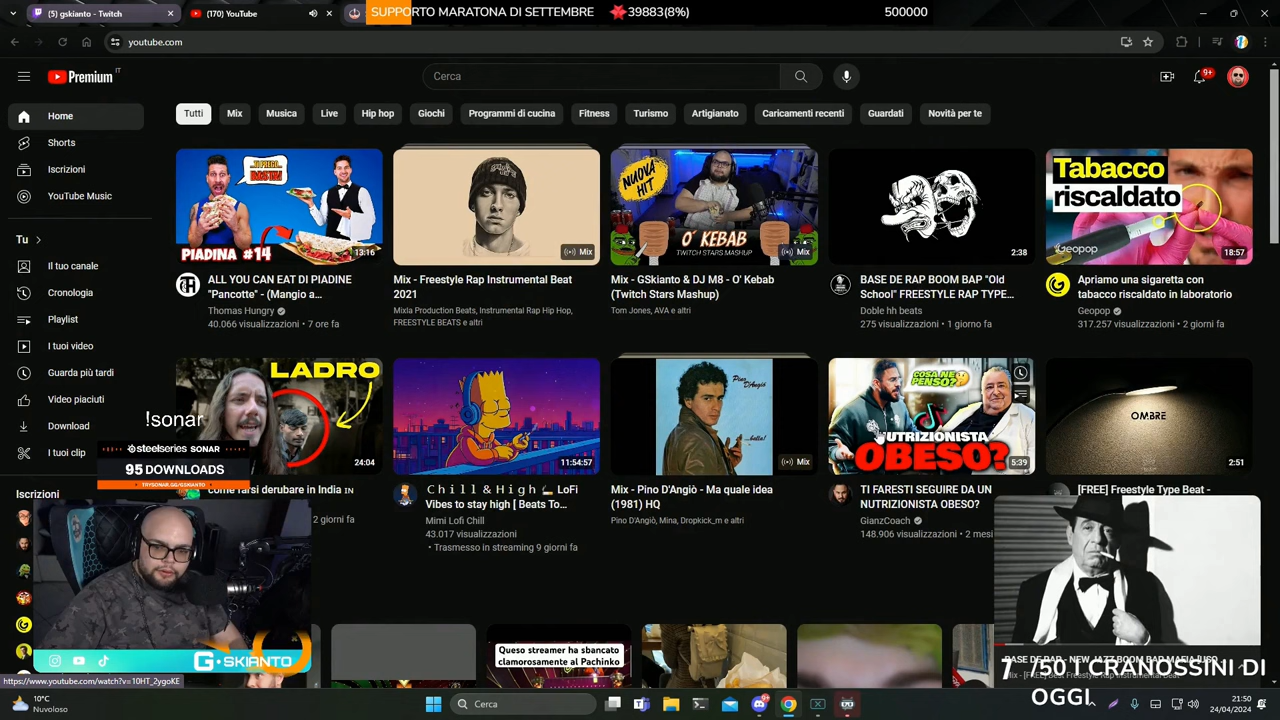 (5) gskianto - Twitch
(170) YouTube
SUPPORTO MARATONA DI SETTEMBRE
39883(8%)
500000
youtube.com
Premium IT
Cerca
9+
Tutti
Mix
Musica
Live
Hip hop
Giochi
Programmi di cucina
Fitness
Turismo
Artigianato
Caricamenti recenti
Guardati
Novità per te
Home
Shorts
Iscrizioni
YouTube Music
Tu
Il tuo canale
Cronologia
Playlist
I tuoi video
Guarda più tardi
Video piaciuti
Download
I tuoi clip
Iscrizioni
PIADINA #14
13:16
ALL YOU CAN EAT DI PIADINE
"Pancotte" - (Mangio a...
Thomas Hungry
40.066 visualizzazioni • 7 ore fa
Mix
Mix - Freestyle Rap Instrumental Beat
2021
Mixla Production Beats, Instrumental Rap Hip Hop,
FREESTYLE BEATS e altri
NUOVA
HIT
O' KEBAB
TWITCH STARS MASHUP
Mix
Mix - GSkianto & DJ M8 - O' Kebab
(Twitch Stars Mashup)
Tom Jones, AVA e altri
2:38
BASE DE RAP BOOM BAP "Old
School" FREESTYLE RAP TYPE...
Doble hh beats
275 visualizzazioni • 1 giorno fa
Tabacco
riscaldato
Geopop
18:57
Apriamo una sigaretta con
tabacco riscaldato in laboratorio
Geopop
317.257 visualizzazioni • 2 giorni fa
LADRO
24:04
Come farsi derubare in India IN
2 giorni fa
11:54:57
Chill & High LoFi
Vibes to stay high [ Beats To...
Mimi Lofi Chill
43.017 visualizzazioni
• Trasmesso in streaming 9 giorni fa
Pino D'Angiò
...balla!
Mix
Mix - Pino D'Angiò - Ma quale idea
(1981) HQ
Pino D'Angiò, Mina, Dropkick_m e altri
COSA NE
PENSO?
NUTRIZIONISTA
OBESO?
5:39
TI FARESTI SEGUIRE DA UN
NUTRIZIONISTA OBESO?
GianzCoach
148.906 visualizzazioni • 2 mesi
OMBRE
2:51
[FREE] Freestyle Type Beat -
!sonar
steelseries SONAR
95 DOWNLOADS
TRYSONAR.GG/GSKIANTO
G•SKIANTO
Queso streamer ha sbancato
clamorosamente al Pachinko
7 /50 I CRANOSSINI DI
OGGI
https://www.youtube.com/watch?v=10HT_2ygoKE
10°C
Nuvoloso
Cerca
21:50
24/04/2024